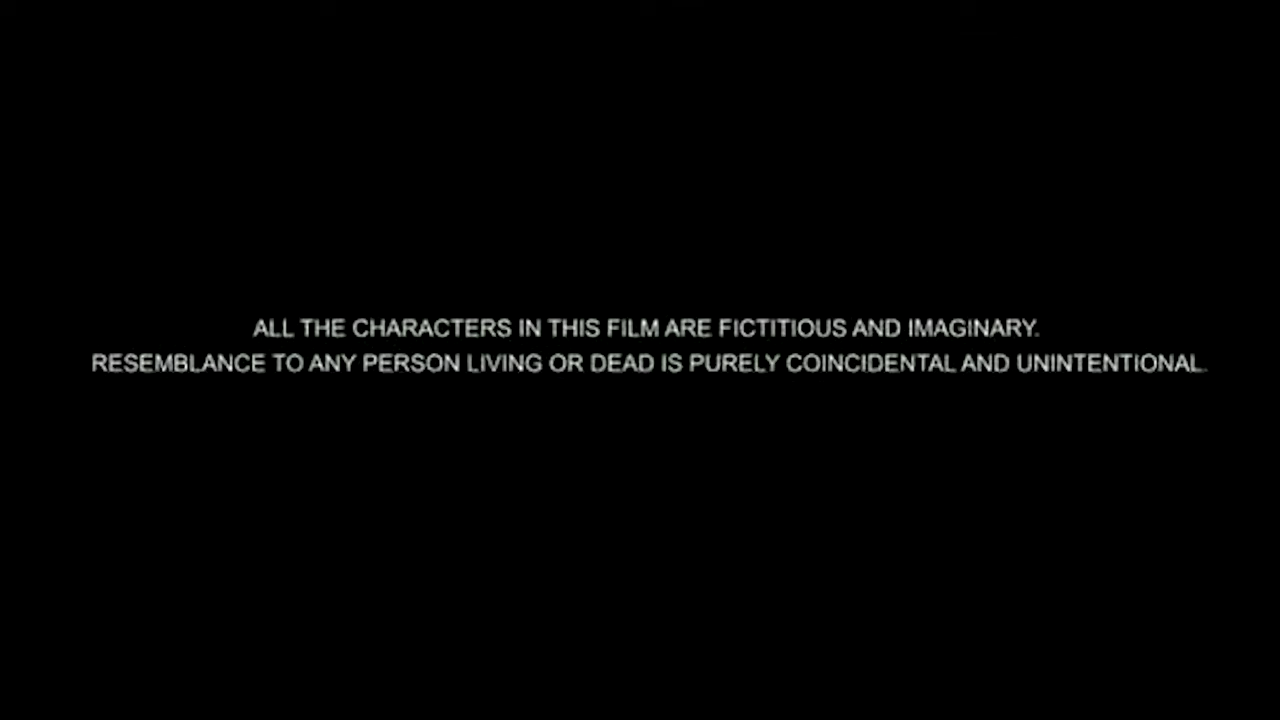 ALL THE CHARACTERS IN THIS FILM ARE FICTITIOUS AND IMAGINARY.
RESEMBLANCE TO ANY PERSON LIVING OR DEAD IS PURELY COINCIDENTAL AND UNINTENTIONAL.